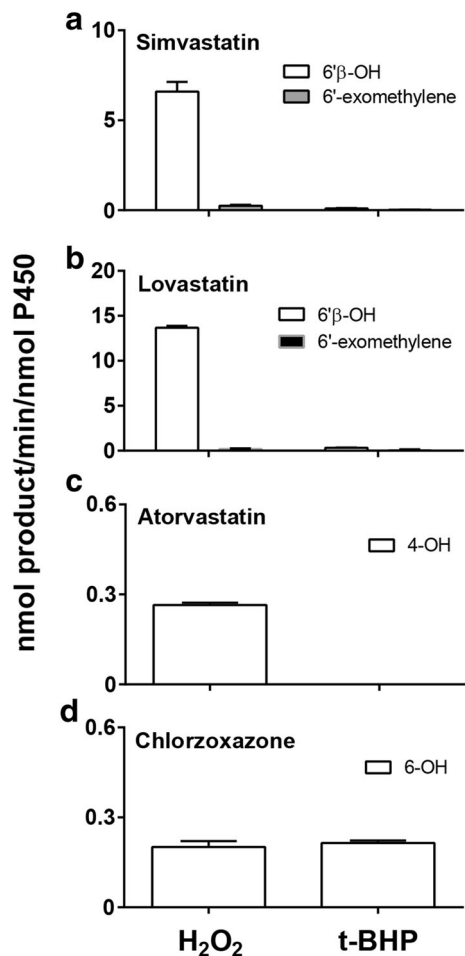 nmol product/min/nmol P450
a
Simvastatin
10
5
0
6'β-OH
6'-exomethylene
b
Lovastatin
20
15
10
5
0
6'β-OH
6'-exomethylene
c
Atorvastatin
0.6
0.3
0
4-OH
d
Chlorzoxazone
0.6
0.3
0
6-OH
H₂O₂ t-BHP